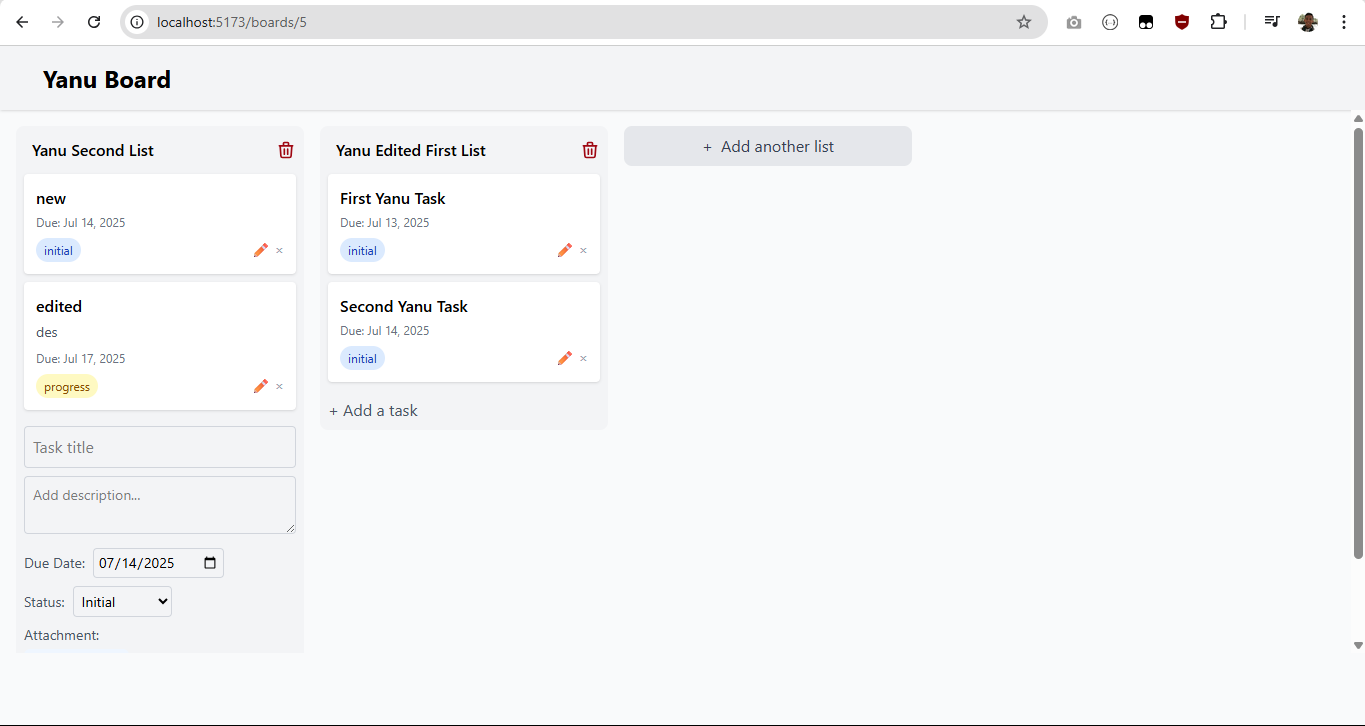 localhost:5173/boards/5
Yanu Board
Yanu Second List
new
Due: Jul 14, 2025
initial
×
edited
des
Due: Jul 17, 2025
progress
×
Task title
Add description...
Due Date: 07/14/2025
Status: Initial
Attachment:
Yanu Edited First List
First Yanu Task
Due: Jul 13, 2025
initial
×
Second Yanu Task
Due: Jul 14, 2025
initial
×
+ Add a task
+ Add another list